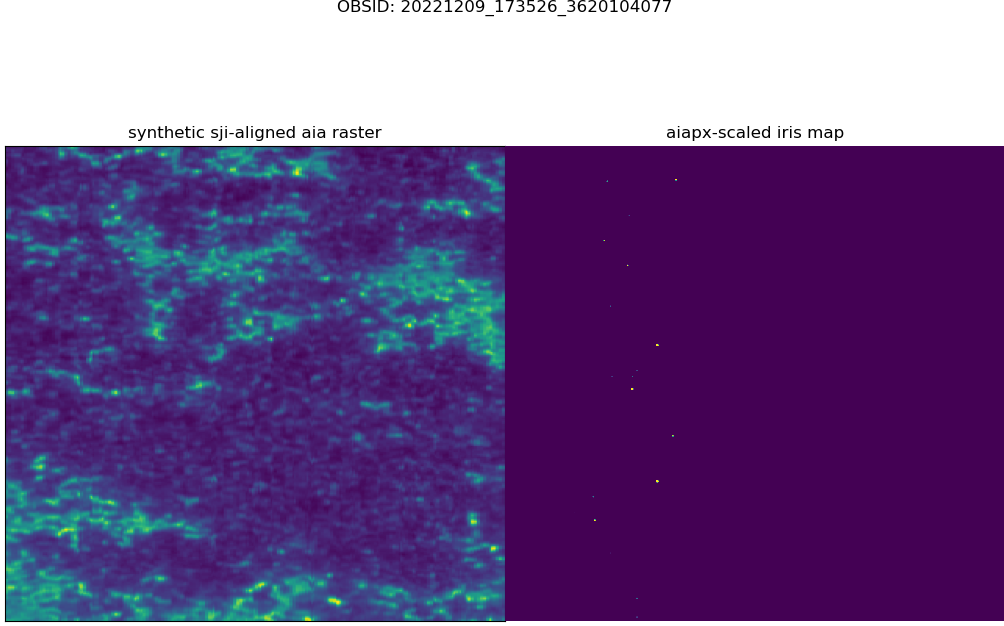 OBSID: 20221209_173526_3620104077
synthetic sji-aligned aia raster
aiapx-scaled iris map